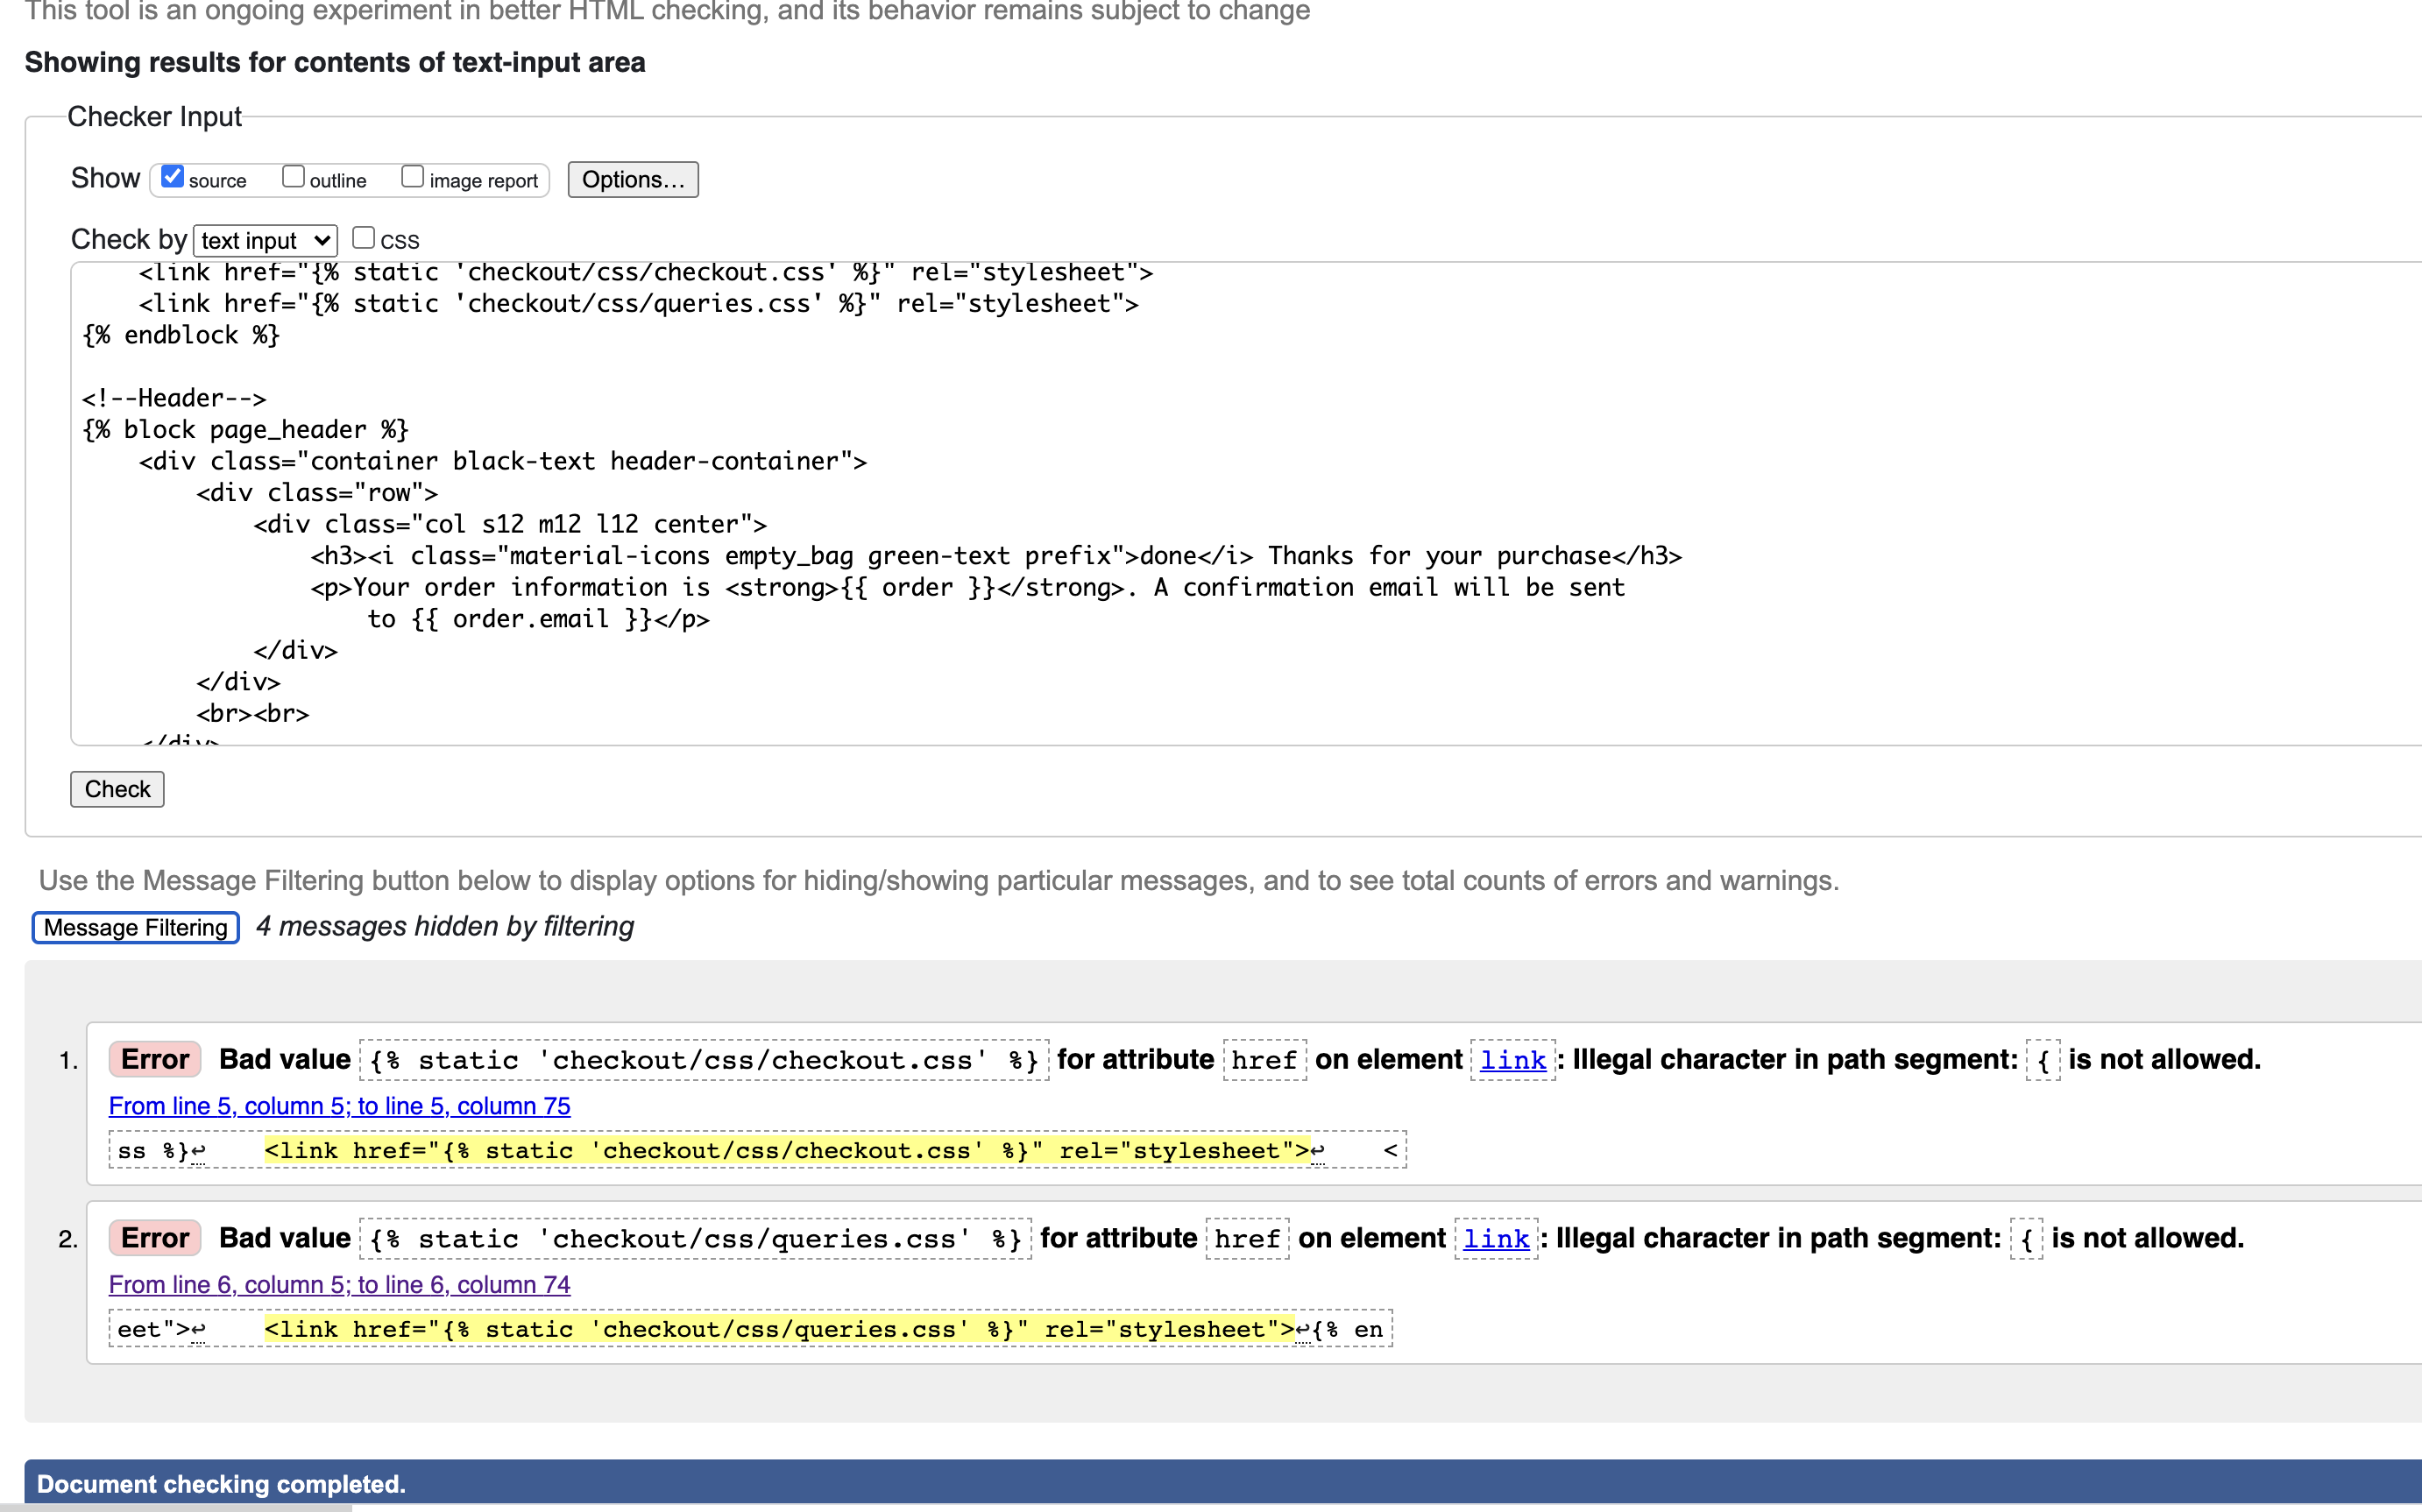 This tool is an ongoing experiment in better HTML checking, and its behavior remains subject to change
Showing results for contents of text-input area
Checker Input
Show source outline image report Options...
Check by text input CSS
<link href="{% static 'checkout/css/checkout.css' %}" rel="stylesheet">
<link href="{% static 'checkout/css/queries.css' %}" rel="stylesheet">
{% endblock %}
<!--Header-->
{% block page_header %}
<div class="container black-text header-container">
<div class="row">
<div class="col s12 m12 l12 center">
<h3><i class="material-icons empty_bag green-text prefix">done</i> Thanks for your purchase</h3>
<p>Your order information is <strong>{{ order }}</strong>. A confirmation email will be sent
to {{ order.email }}</p>
</div>
</div>
<br><br>
</div>
Check
Use the Message Filtering button below to display options for hiding/showing particular messages, and to see total counts of errors and warnings.
Message Filtering 4 messages hidden by filtering
1. Error Bad value {% static 'checkout/css/checkout.css' %} for attribute href on element link: Illegal character in path segment: { is not allowed.
From line 5, column 5; to line 5, column 75
ss %}↩ <link href="{% static 'checkout/css/checkout.css' %}" rel="stylesheet">↩ <
2. Error Bad value {% static 'checkout/css/queries.css' %} for attribute href on element link: Illegal character in path segment: { is not allowed.
From line 6, column 5; to line 6, column 74
eet">↩ <link href="{% static 'checkout/css/queries.css' %}" rel="stylesheet">↩{% en
Document checking completed.